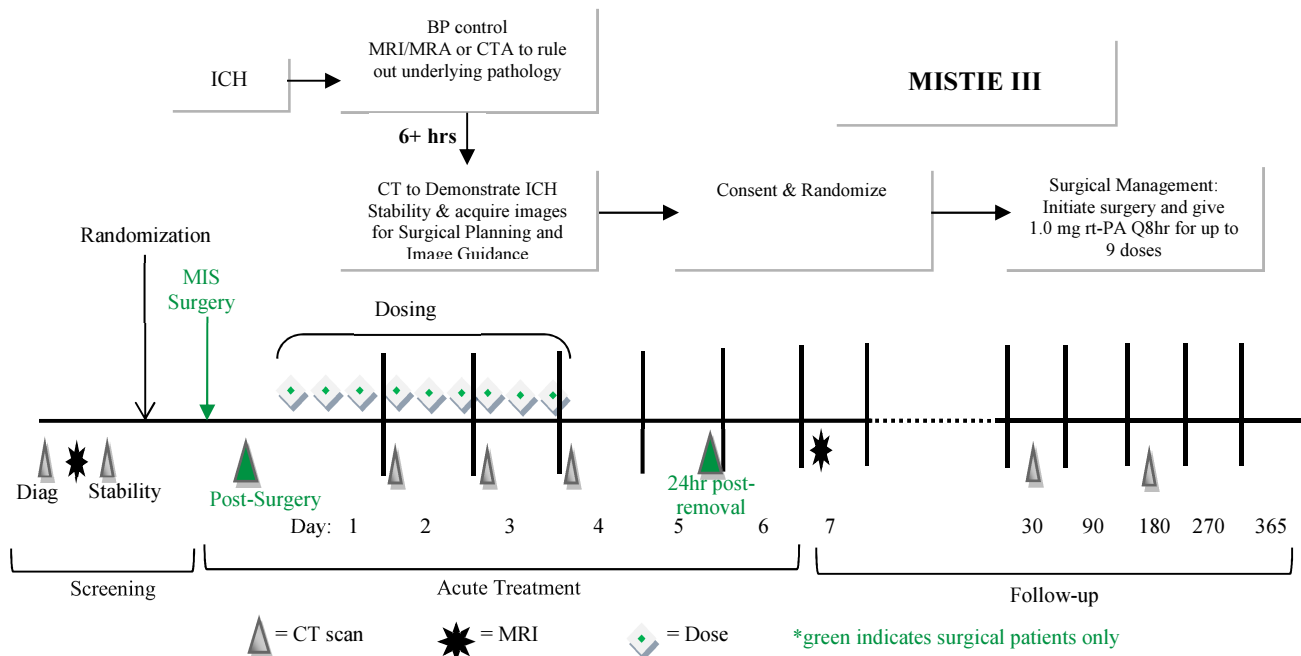 ICH
BP control
MRI/MRA or CTA to rule
out underlying pathology
MISTIE III
6+ hrs
CT to Demonstrate ICH
Stability & acquire images
for Surgical Planning and
Image Guidance
Consent & Randomize
Surgical Management:
Initiate surgery and give
1.0 mg rt-PA Q8hr for up to
9 doses
Randomization
MIS
Surgery
Dosing
Diag
Stability
Post-Surgery
24hr post-
removal
Day: 1 2 3 4 5 6 7 30 90 180 270 365
Screening
Acute Treatment
Follow-up
= CT scan
= MRI
= Dose
*green indicates surgical patients only